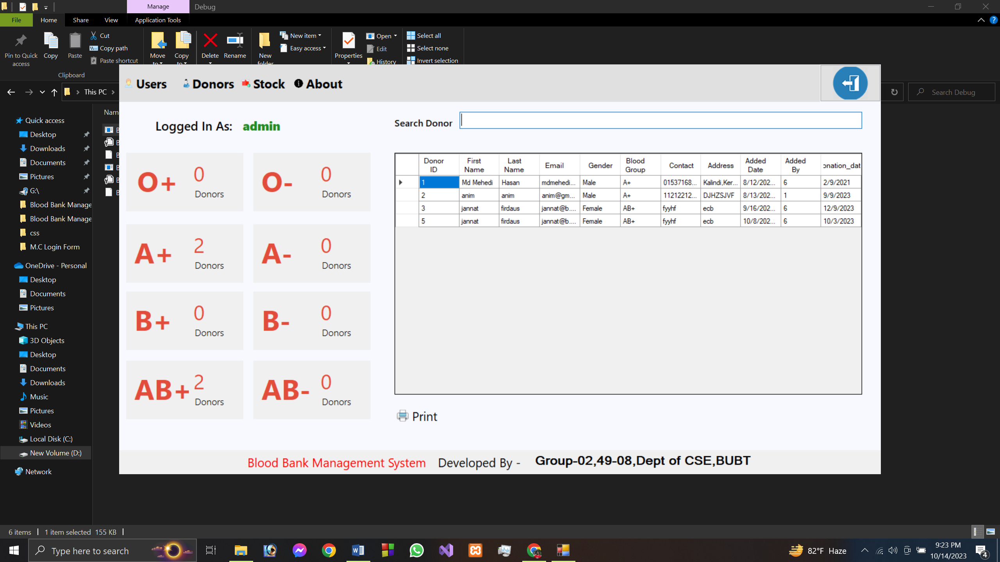 Manage
Debug
File
Home
Share
View
Application Tools
Pin to Quick access
Copy
Paste
Cut
Copy path
Paste shortcut
Clipboard
Move to
Copy to
Delete
Rename
New folder
New item
Easy access
Properties
Open
Edit
History
Select all
Select none
Invert selection
This PC
Search Debug
Users
Donors
Stock
About
Logged In As: admin
Search Donor
O+ 0 Donors
O- 0 Donors
A+ 2 Donors
A- 0 Donors
B+ 0 Donors
B- 0 Donors
AB+ 2 Donors
AB- 0 Donors
Donor ID First Name Last Name Email Gender Blood Group Contact Address Added Date Added By onation_dat
1 Md Mehedi Hasan mdmehedi... Male A+ 01537168... Kalindi,Ker... 8/12/202... 6 2/9/2021
2 anim anim anim@gm... Male A+ 11212212... DJHZSJVF 8/13/202... 1 9/9/2023
3 jannat firdaus jannat@b.... Female AB+ fyyhf ecb 9/16/202... 6 12/9/2023
5 jannat firdaus jannat@b.... Female AB+ fyyhf ecb 10/8/202... 6 10/3/2023
Print
Blood Bank Management System Developed By - Group-02,49-08,Dept of CSE,BUBT
Nam
B
B
B
B
B
B
Quick access
Desktop
Downloads
Documents
Pictures
G:\
Blood Bank Manage
Blood Bank Manage
css
M.C Login Form
OneDrive - Personal
Desktop
Documents
Pictures
This PC
3D Objects
Desktop
Documents
Downloads
Music
Pictures
Videos
Local Disk (C:)
New Volume (D:)
Network
6 items
1 item selected 155 KB
Type here to search
82°F Haze
9:23 PM
10/14/2023
4